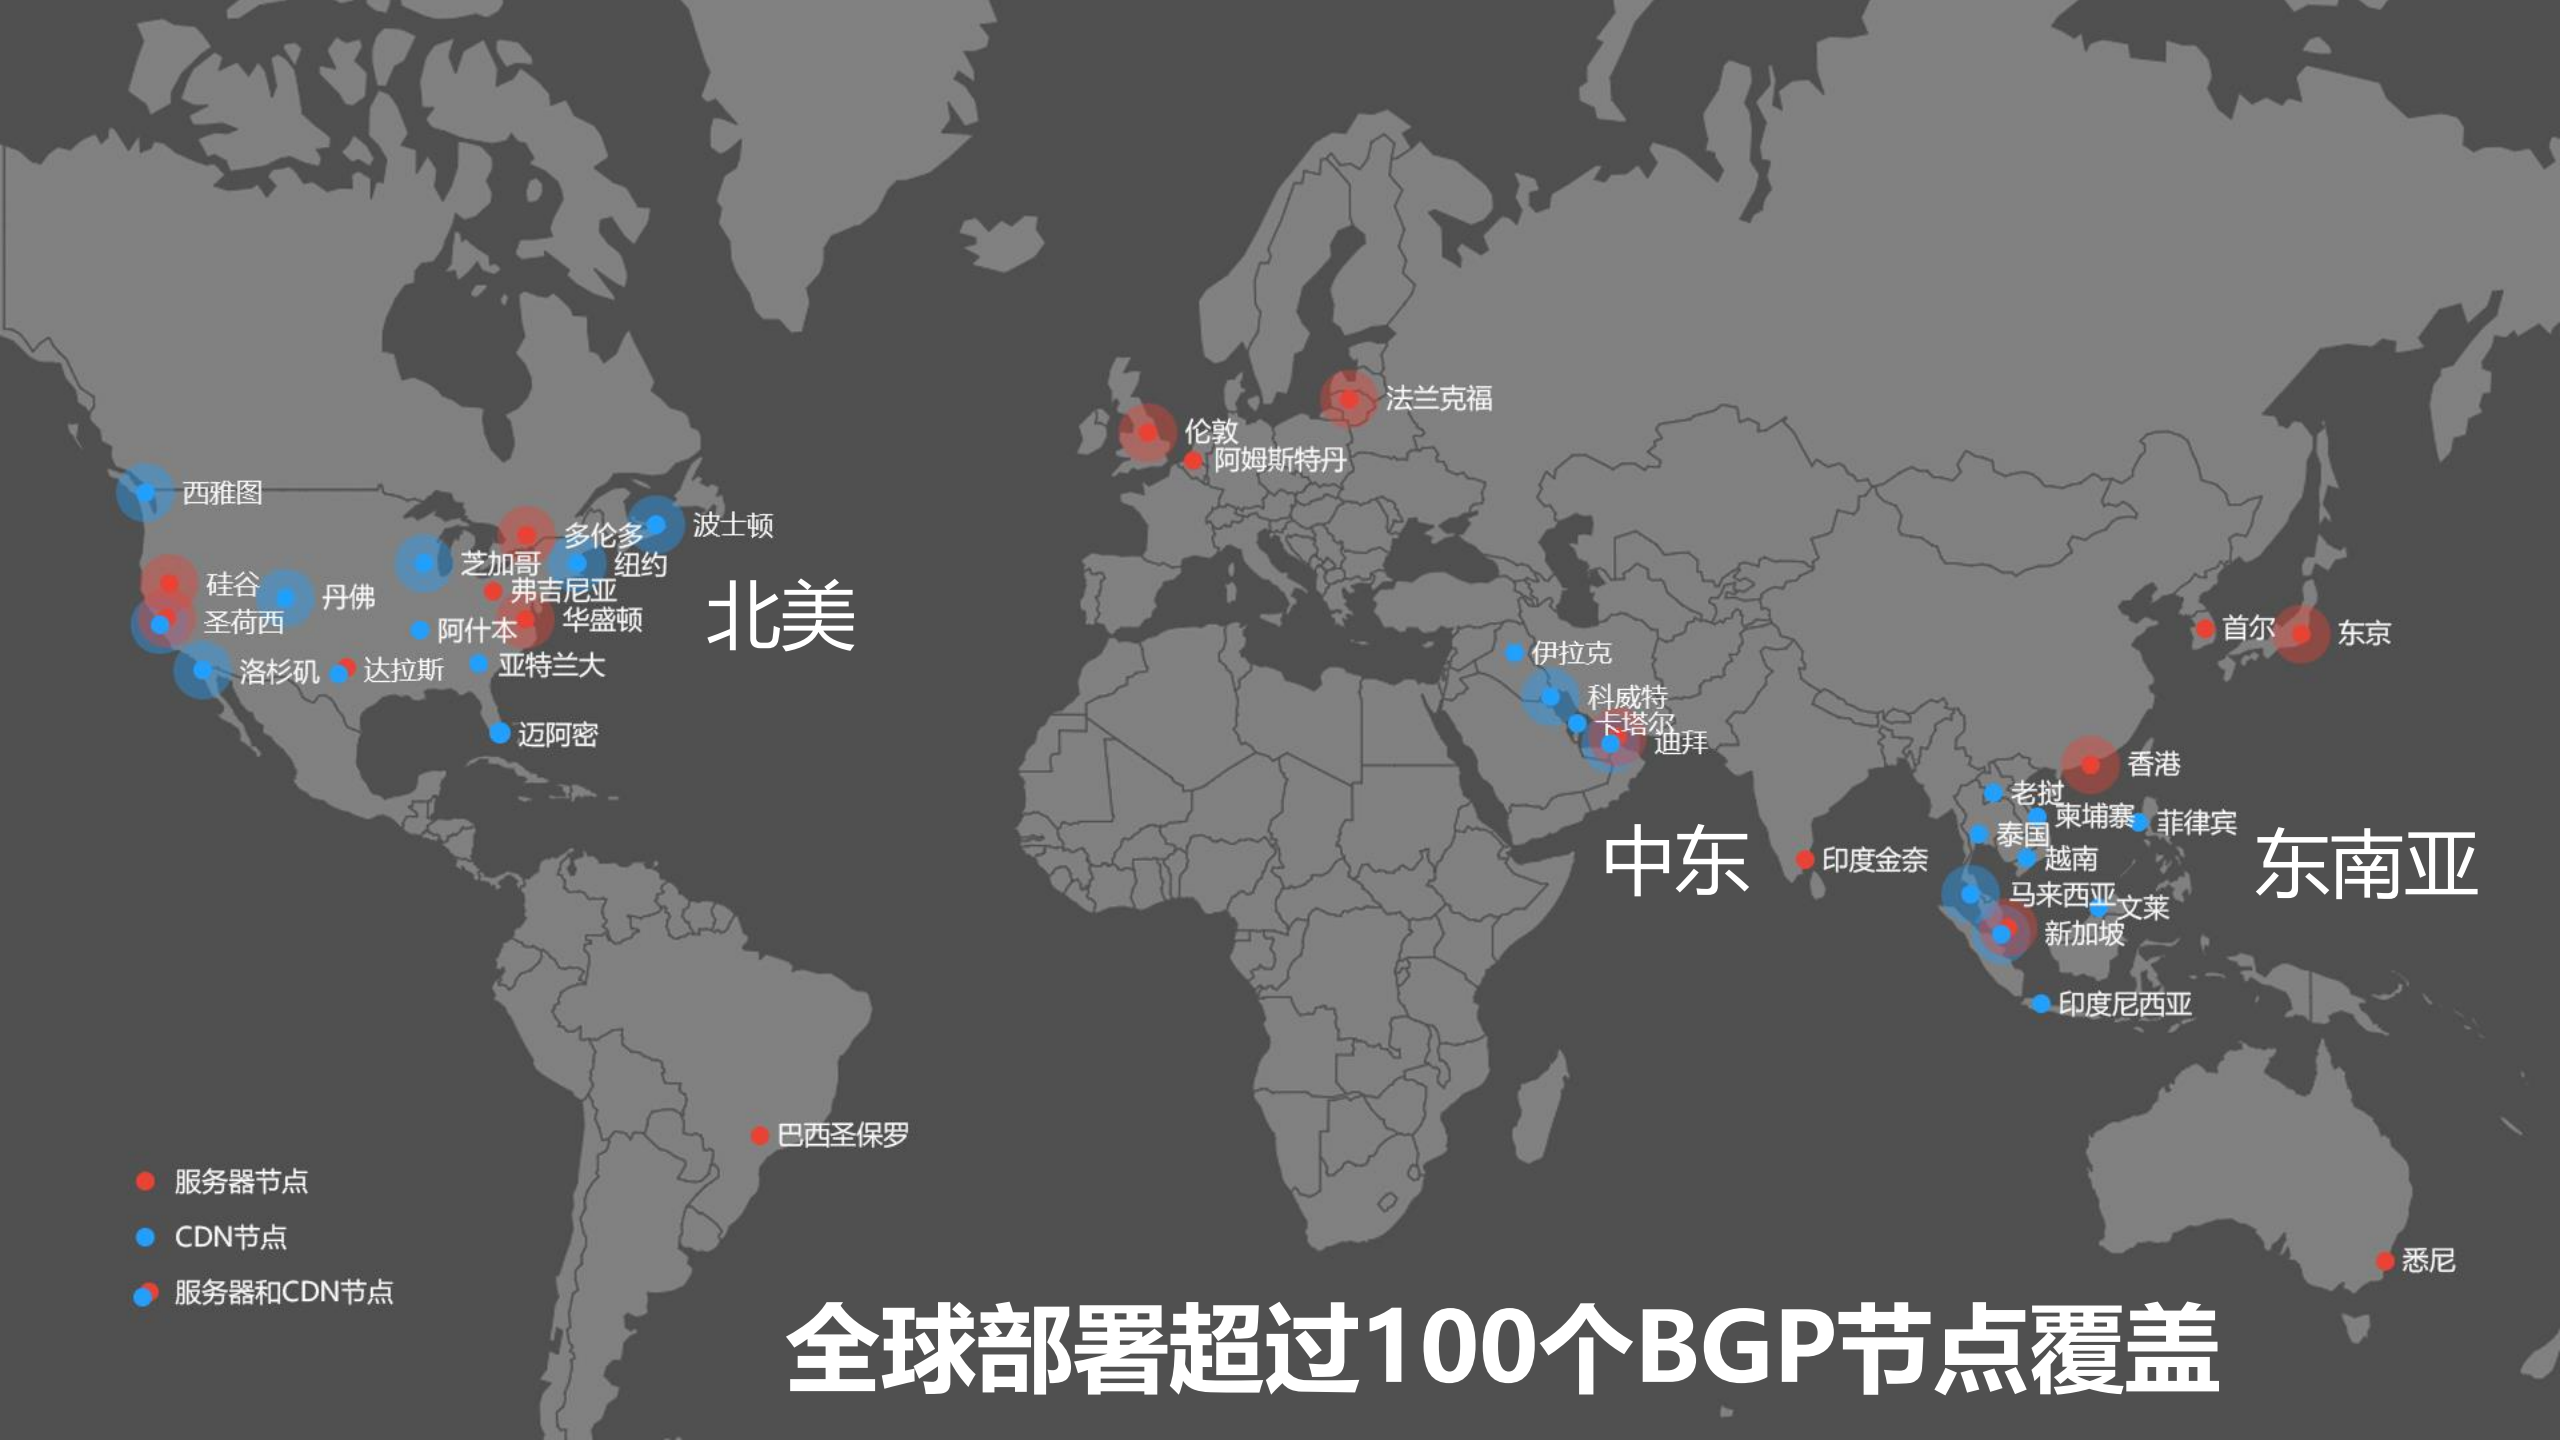 法兰克福
伦敦
阿姆斯特丹
西雅图
波士顿
多伦多
芝加哥
纽约
硅谷
丹佛
弗吉尼亚
北美
圣荷西
华盛顿
阿什本
首尔
东京
伊拉克
洛杉矶
达拉斯
亚特兰大
科威特
卡塔尔
迈阿密
迪拜
香港
老挝
柬埔寨
菲律宾
泰国
中东
印度金奈
越南
东南亚
马来西亚
文莱
新加坡
印度尼西亚
巴西圣保罗
服务器节点
CDN节点
悉尼
服务器和CDN节点
全球部署超过100个BGP节点覆盖